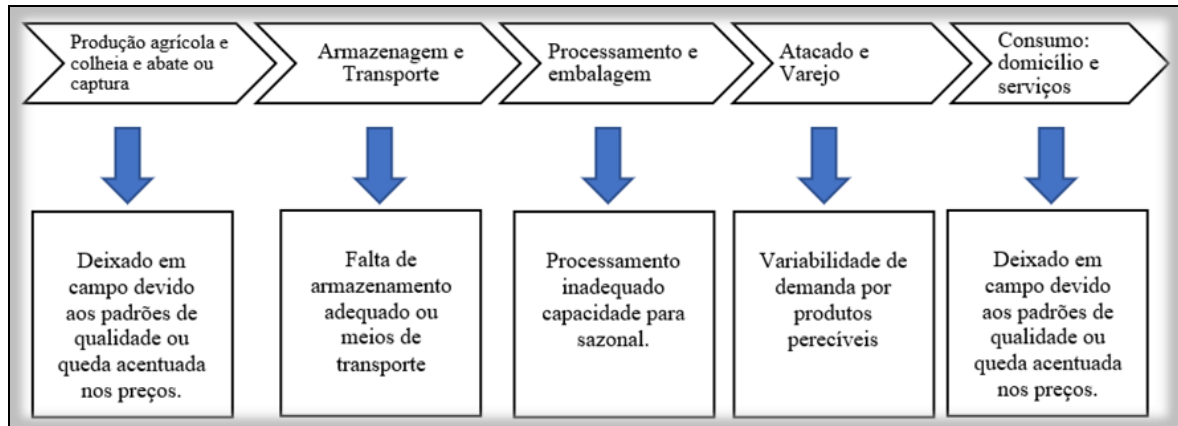 Produção agrícola e
colheia e abate ou
captura
Armazenagem e
Transporte
Processamento e
embalagem
Atacado e
Varejo
Consumo:
domicílio e
serviços
Deixado em
campo devido
aos padrões de
qualidade ou
queda acentuada
nos preços.
Falta de
armazenamento
adequado ou
meios de
transporte
Processamento
inadequado
capacidade para
sazonal.
Variabilidade de
demanda por
produtos
perecíveis
Deixado em
campo devido
aos padrões de
qualidade ou
queda acentuada
nos preços.